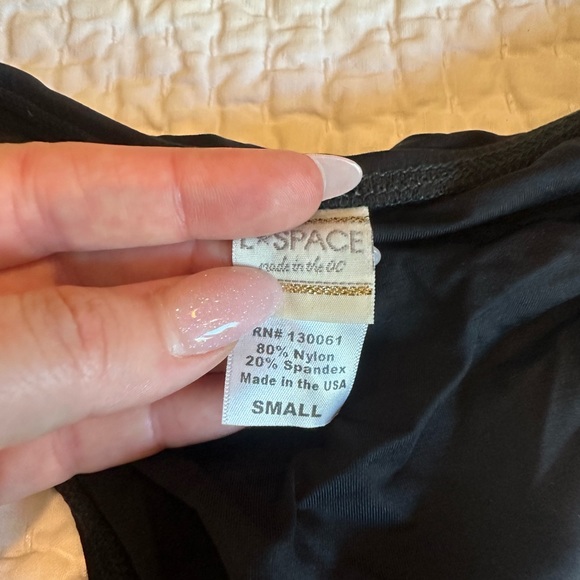 L*SPACE
made in the OC
RN# 130061
80% Nylon
20% Spandex
Made in the USA
SMALL